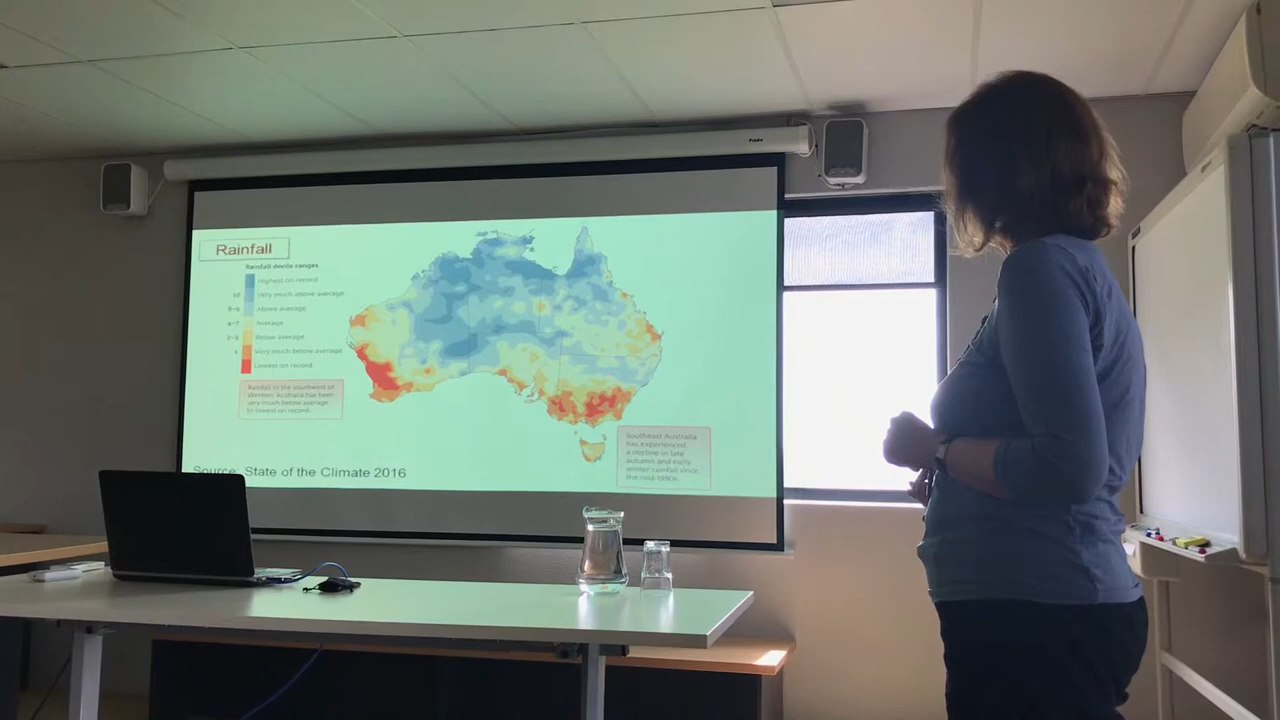 Rainfall
Rainfall decile ranges
Highest on record
10 Very much above average
8-9 Above average
4-7 Average
2-3 Below average
1 Very much below average
Lowest on record
Rainfall in the southwest of
Western Australia has been
very much below average
to lowest on record.
Southeast Australia
has experienced
a decline in late
autumn and early
winter rainfall since
the mid-1990s.
Source: State of the Climate 2016